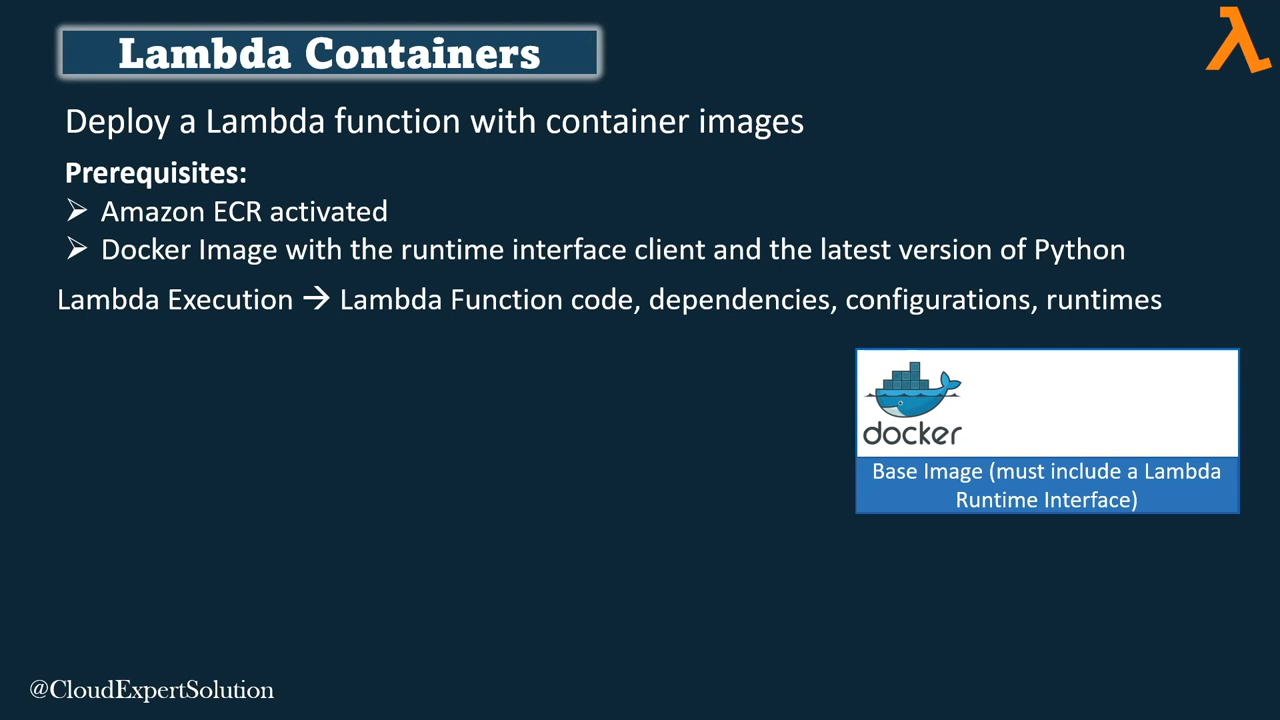 Lambda Containers
Deploy a Lambda function with container images
Prerequisites:
➢ Amazon ECR activated
➢ Docker Image with the runtime interface client and the latest version of Python
Lambda Execution → Lambda Function code, dependencies, configurations, runtimes
docker
Base Image (must include a Lambda
Runtime Interface)
@CloudExpertSolution